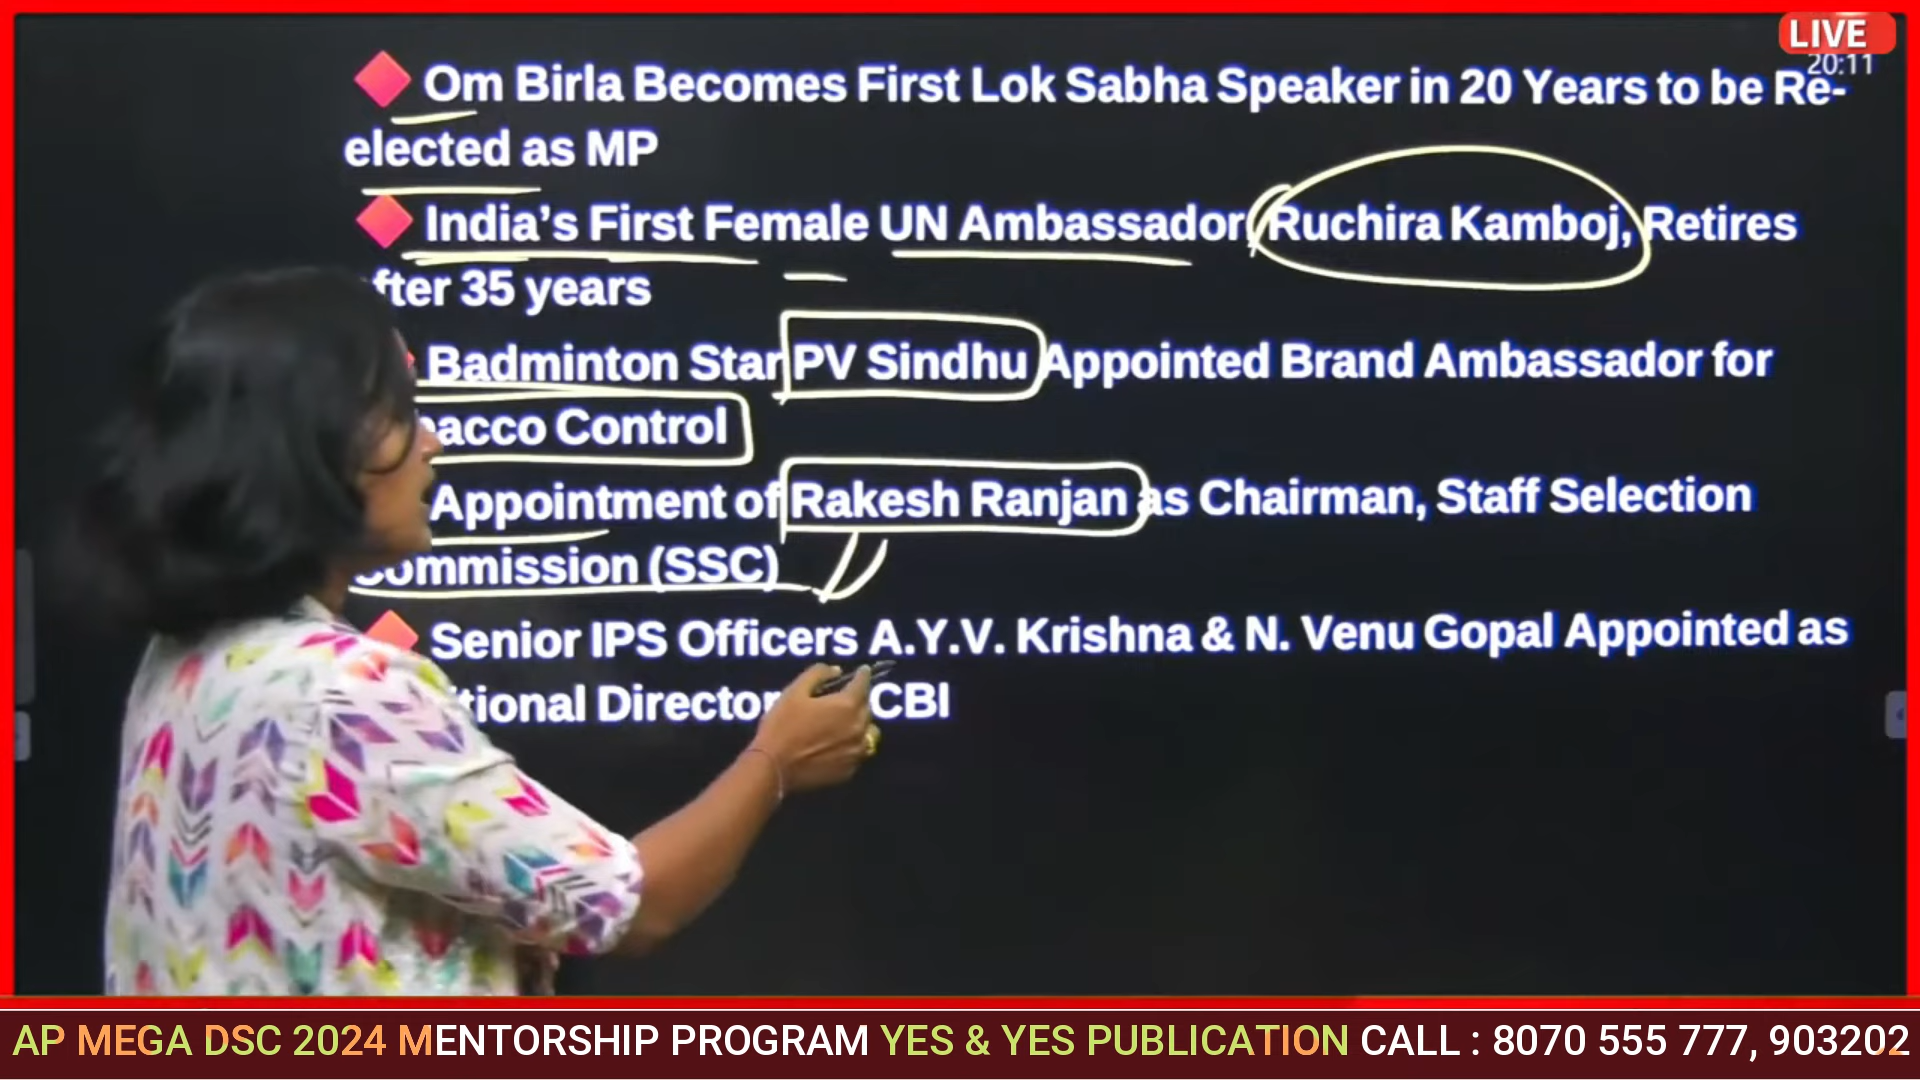 LIVE
20:11
Om Birla Becomes First Lok Sabha Speaker in 20 Years to be Re-
elected as MP
India's First Female UN Ambassador, Ruchira Kamboj, Retires
fter 35 years
Badminton Star PV Sindhu Appointed Brand Ambassador for
acco Control
Appointment of Rakesh Ranjan as Chairman, Staff Selection
Commission (SSC)
Senior IPS Officers A.Y.V. Krishna & N. Venu Gopal Appointed as
tional Director CBI
AP MEGA DSC 2024 MENTORSHIP PROGRAM YES & YES PUBLICATION CALL : 8070 555 777, 903202